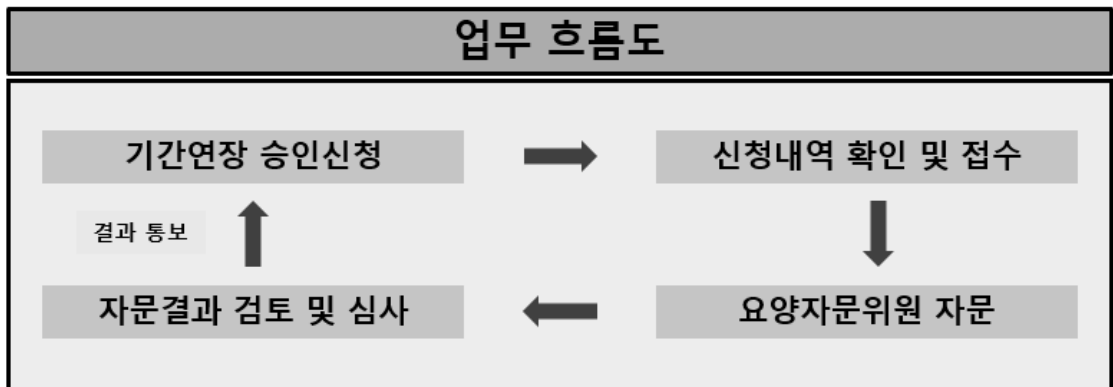 업무 흐름도
기간연장 승인신청
신청내역 확인 및 접수
결과 통보
자문결과 검토 및 심사
요양자문위원 자문